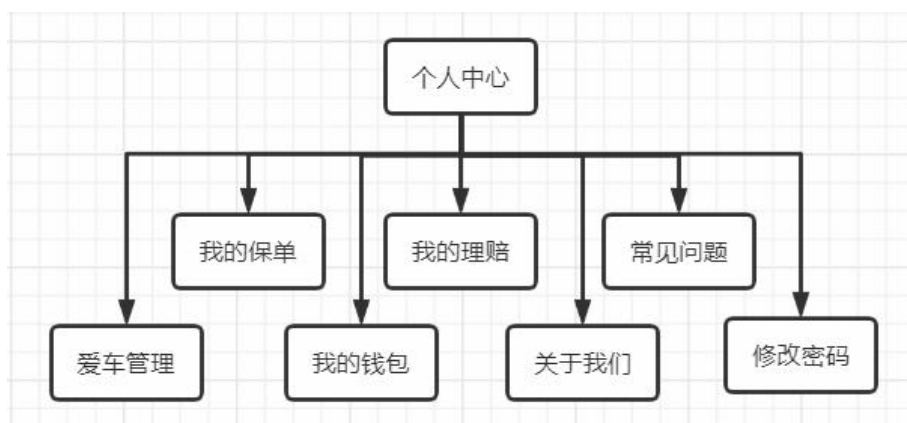 个人中心
我的保单
我的理赔
常见问题
爱车管理
我的钱包
关于我们
修改密码